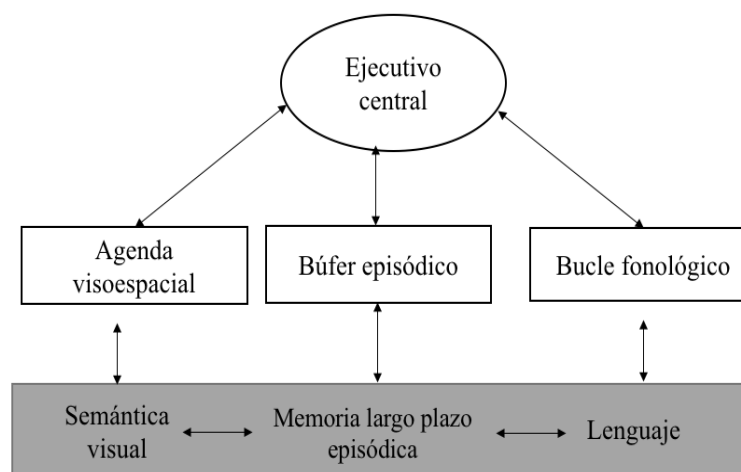 Ejecutivo
central
Agenda
visoespacial
Búfer episódico
Bucle fonológico
Semántica
visual
Memoria largo plazo
episódica
Lenguaje